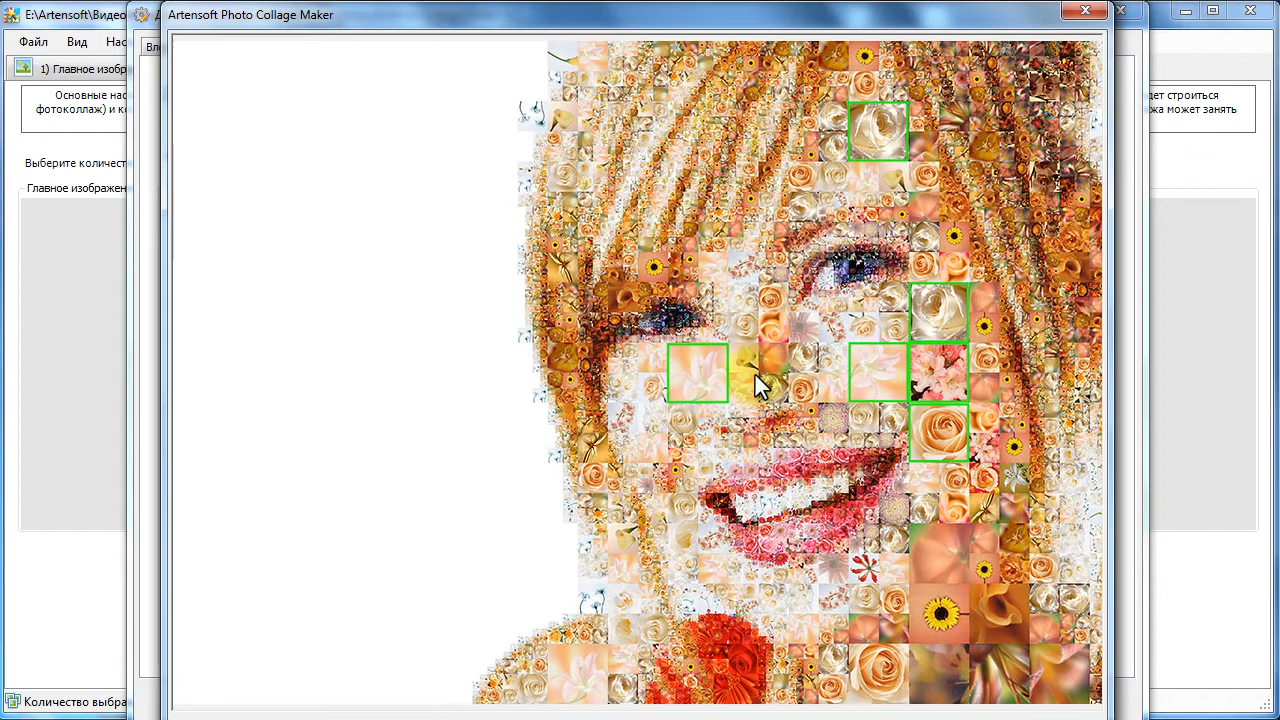 E:\Artensoft\Видео
Artensoft Photo Collage Maker
Файл Вид Нас
1) Главное изобр
Основные нас
фотоколлаж) и к
дет строиться
жа может занять
Выберите количест
Главное изображен
Количество выбра